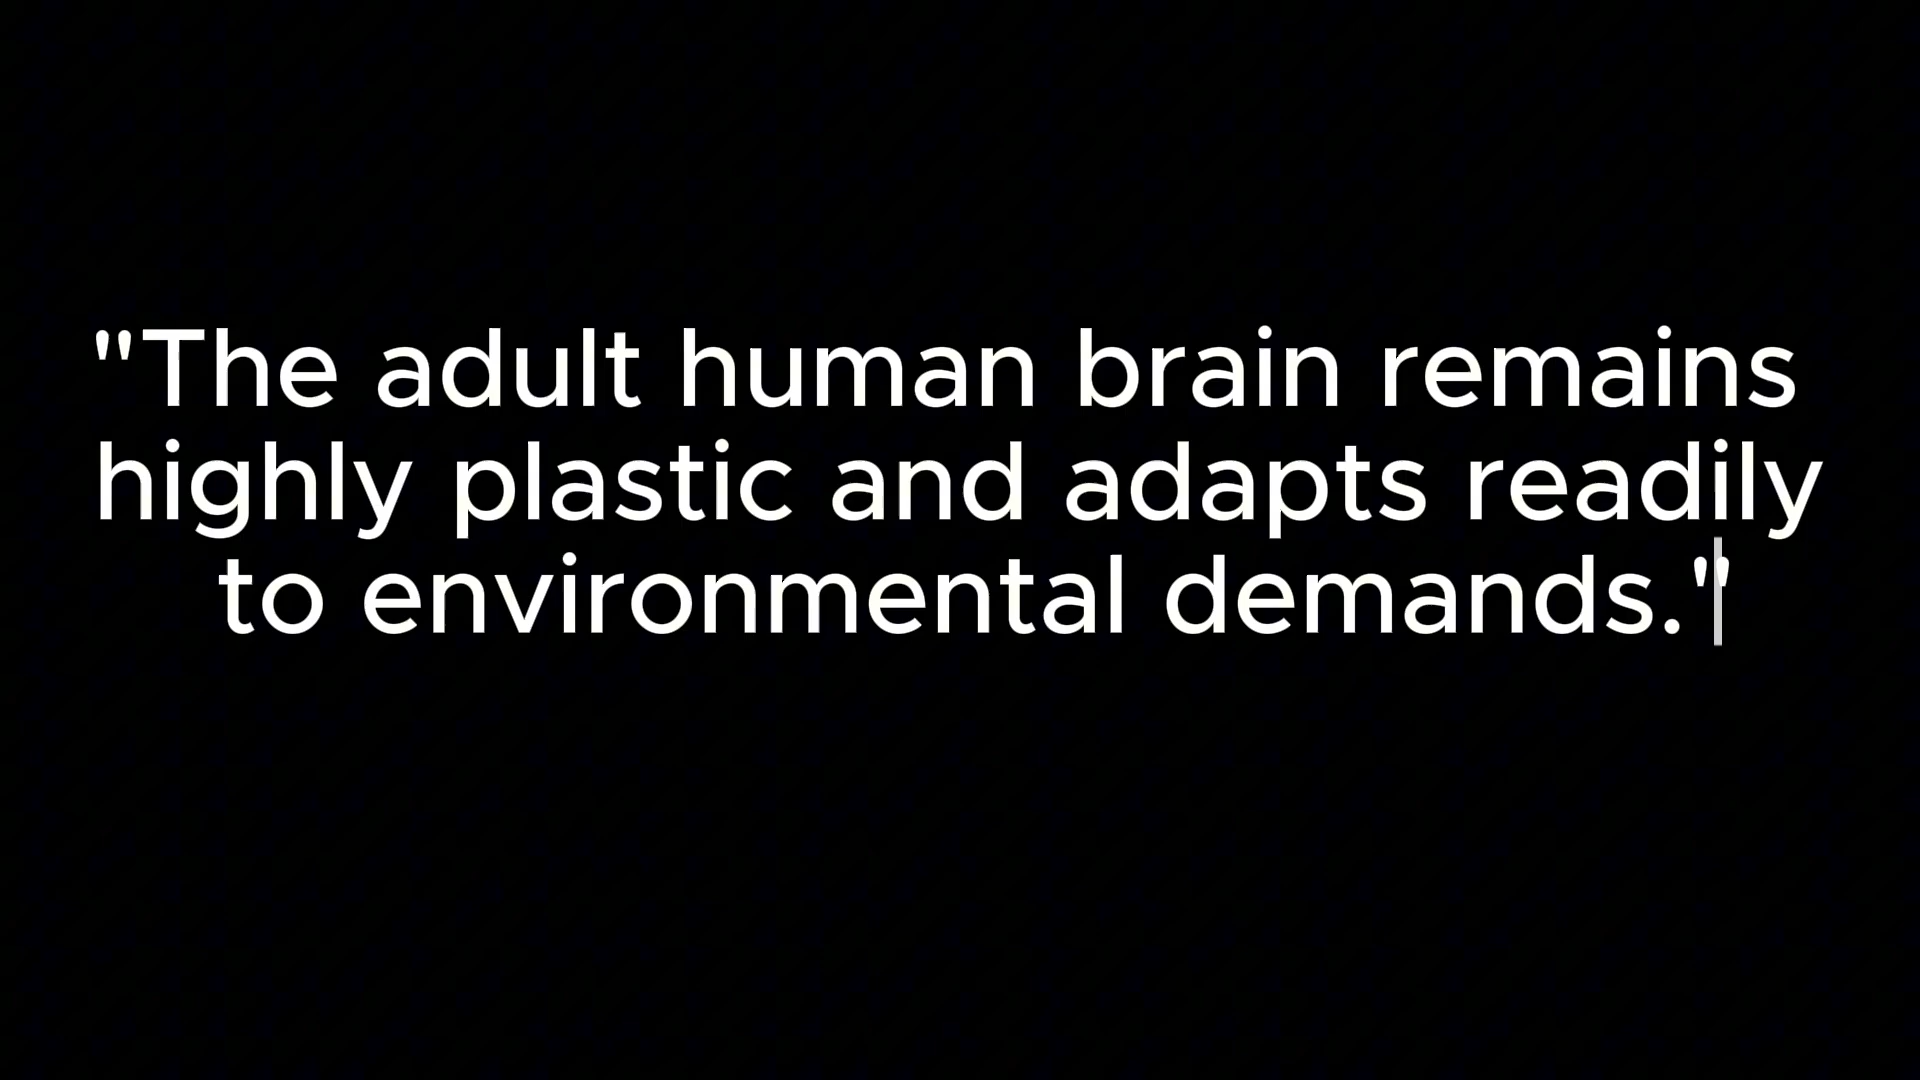 "The adult human brain remains
highly plastic and adapts readily
to environmental demands."